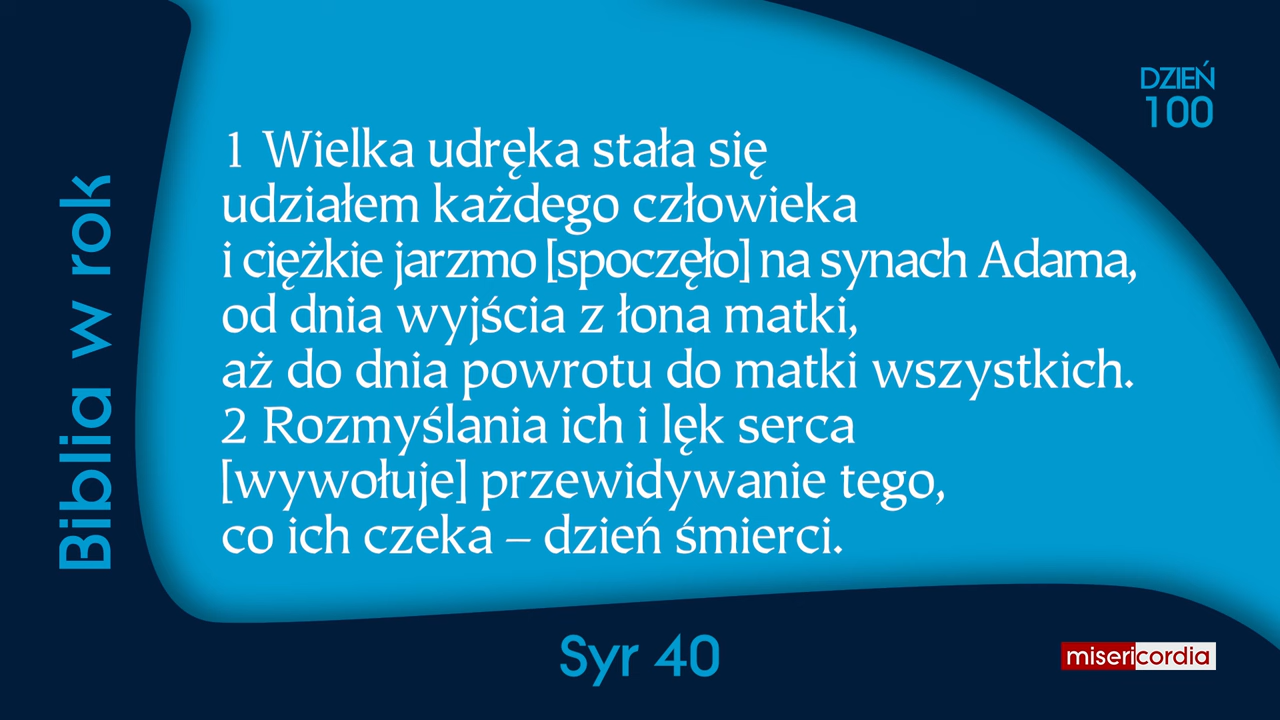 DZIEŃ
100
1 Wielka udręka stała się
udziałem każdego człowieka
i ciężkie jarzmo [spoczęło] na synach Adama,
od dnia wyjścia z łona matki,
aż do dnia powrotu do matki wszystkich.
2 Rozmyślania ich i lęk serca
[wywołuje] przewidywanie tego,
co ich czeka – dzień śmierci.
Biblia w rok
Syr 40
misericordia